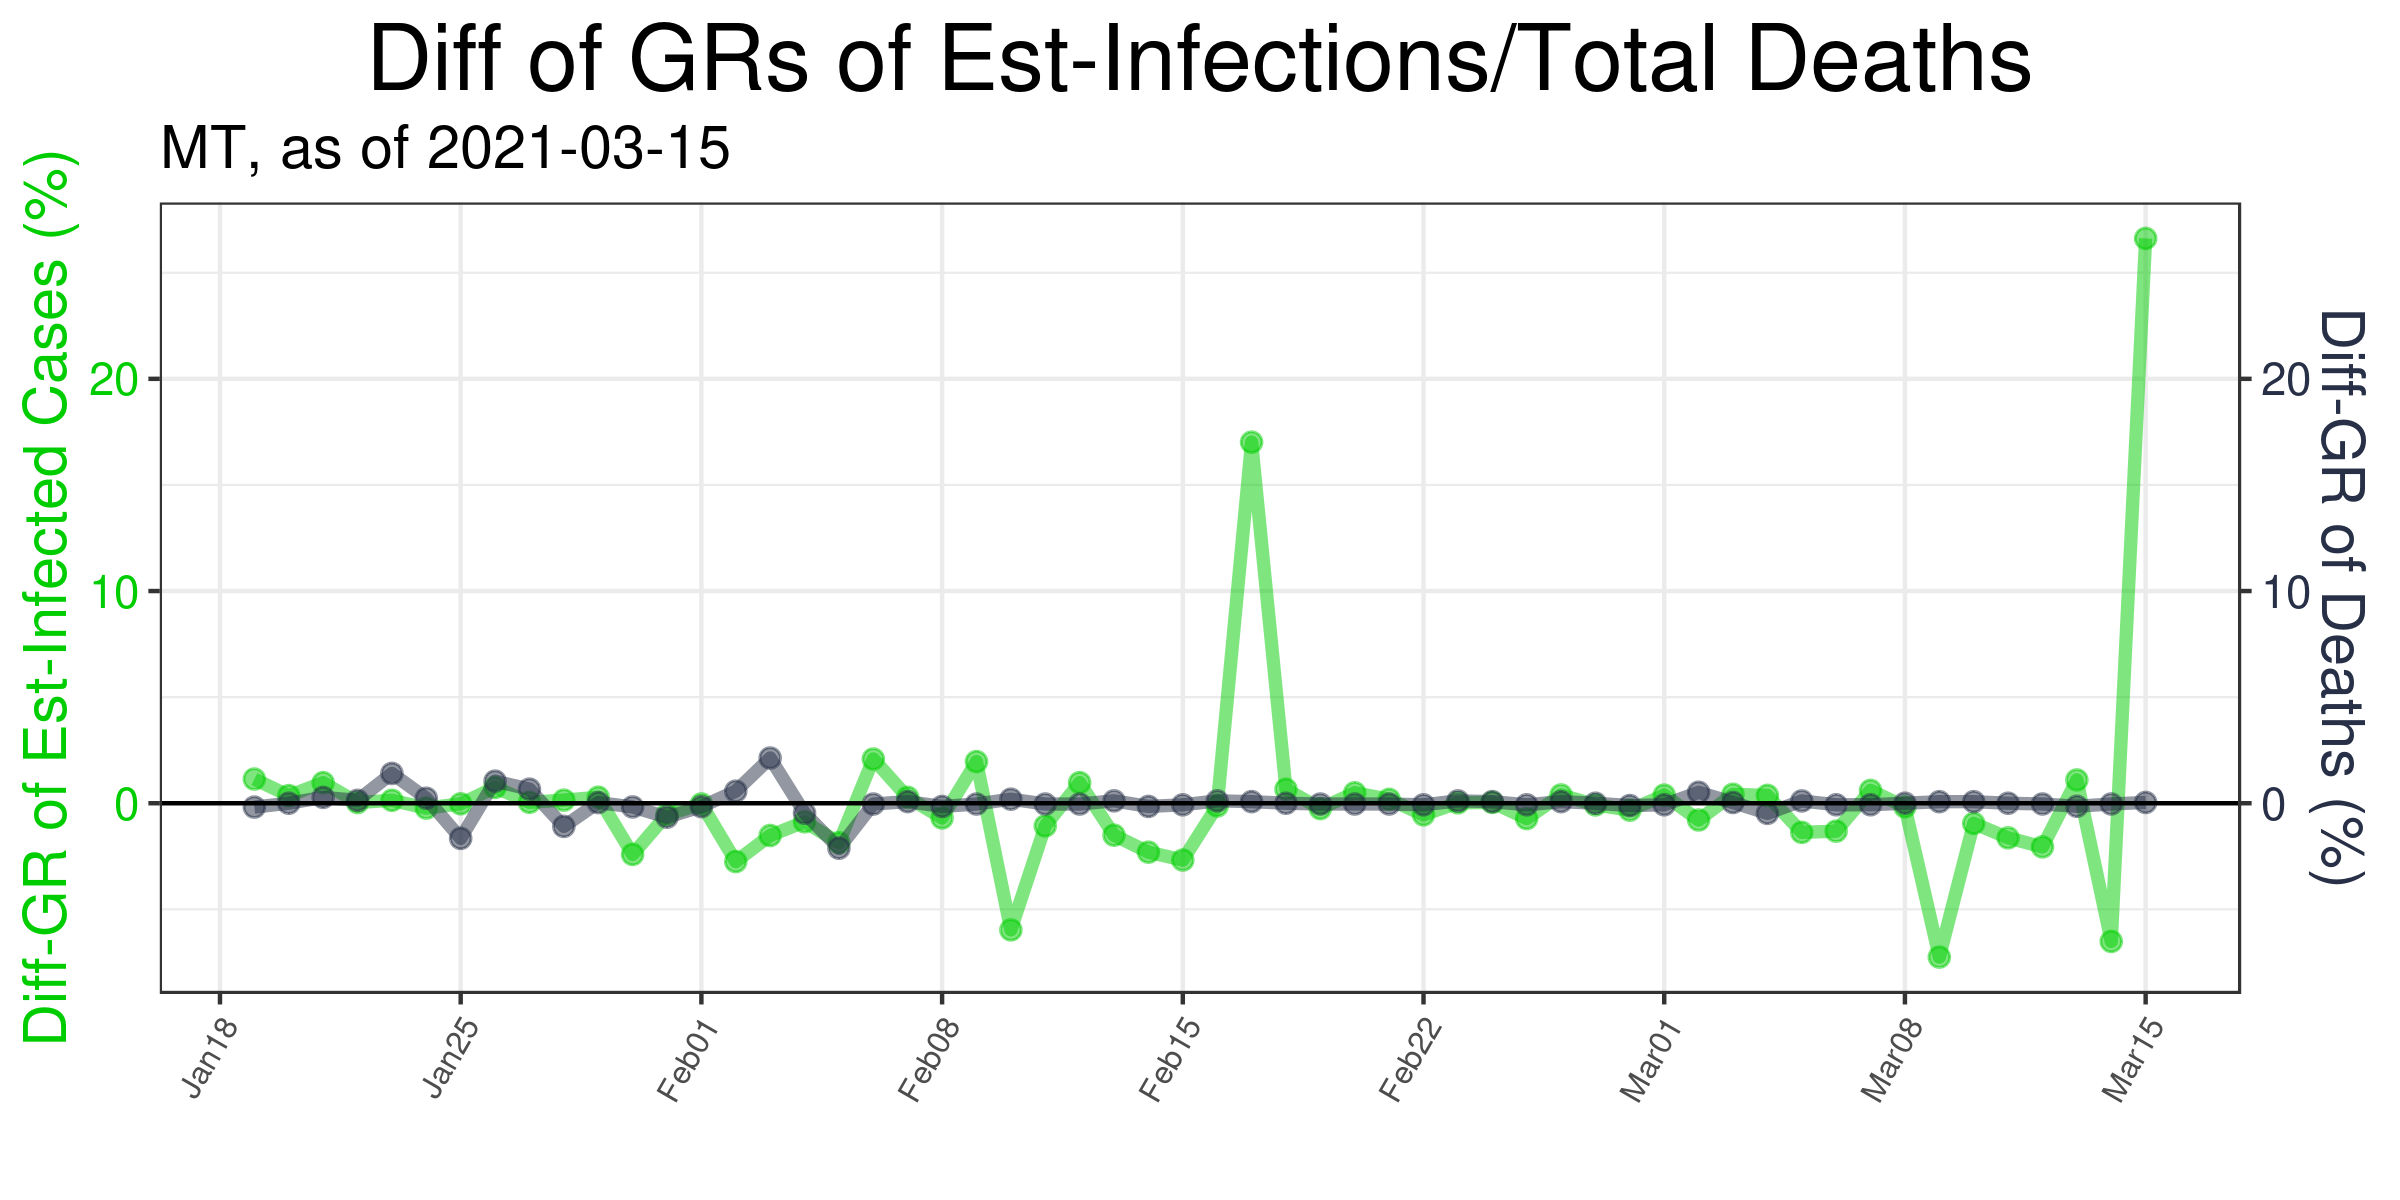 Diff of GRs of Est-Infections/Total Deaths
MT, as of 2021-03-15
Diff-GR of Est-Infected Cases (%)
20
10
0
20
10
0
Diff-GR of Deaths (%)
Jan18
Jan25
Feb01
Feb08
Feb15
Feb22
Mar01
Mar08
Mar15